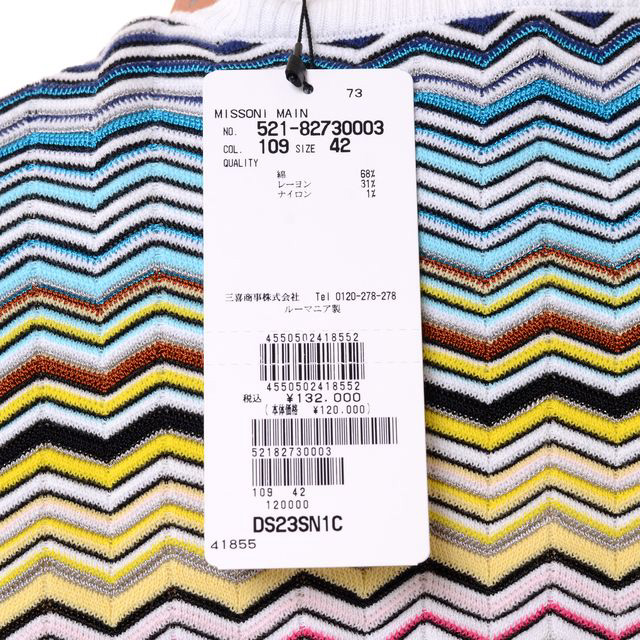 73
MISSONI MAIN
NO. 521-82730003
COL. 109 SIZE 42
QUALITY
綿 68%
レーヨン 31%
ナイロン 1%
三喜商事株式会社 Tel 0120-278-278
ルーマニア製
4550502418552
4550502418552
税込 ¥132.000
(本体価格 ¥120.000)
52182730003
109 42
120000
DS23SN1C
41855